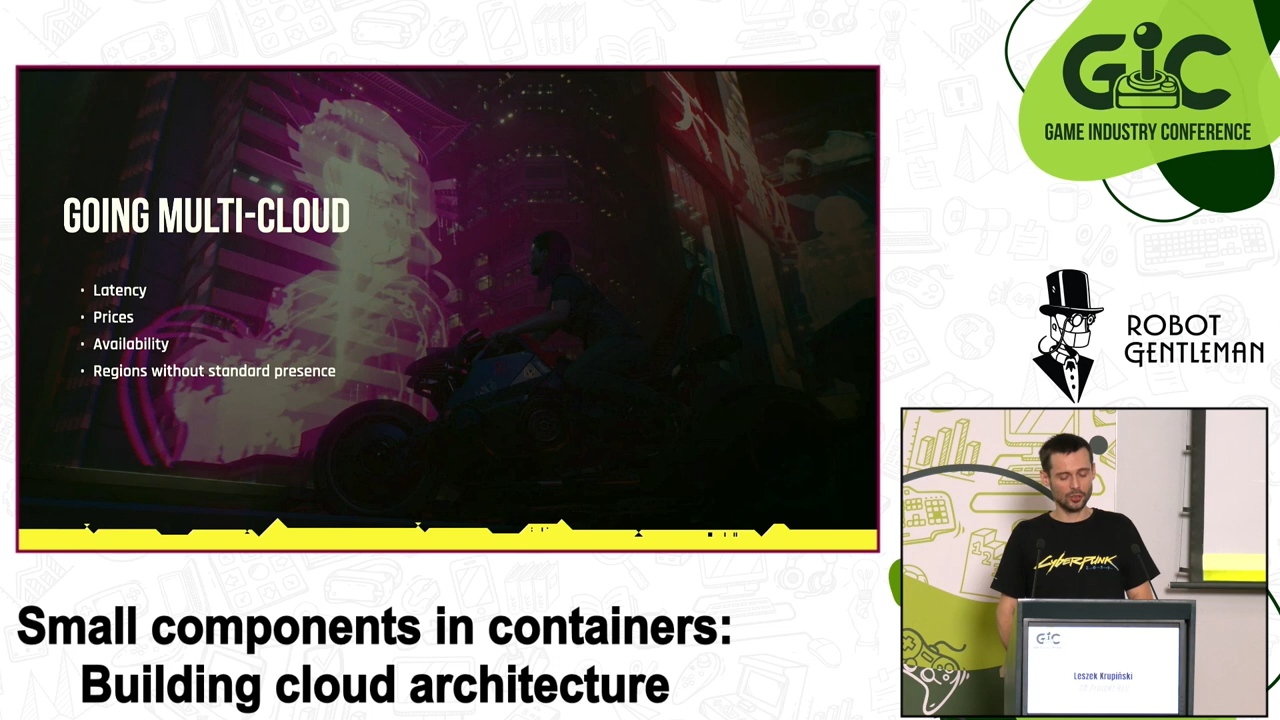 GOING MULTI-CLOUD
• Latency
• Prices
• Availability
• Regions without standard presence
Small components in containers:
Building cloud architecture
GIC
GAME INDUSTRY CONFERENCE
ROBOT
GENTLEMAN
CYBERPUNK
GIC
Leszek Krupiński